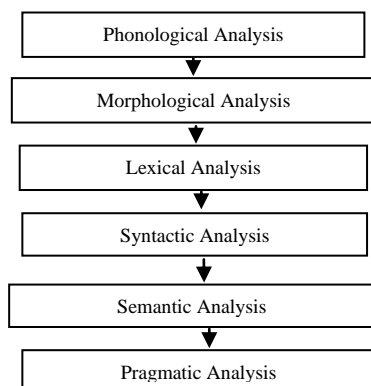 Phonological Analysis
Morphological Analysis
Lexical Analysis
Syntactic Analysis
Semantic Analysis
Pragmatic Analysis